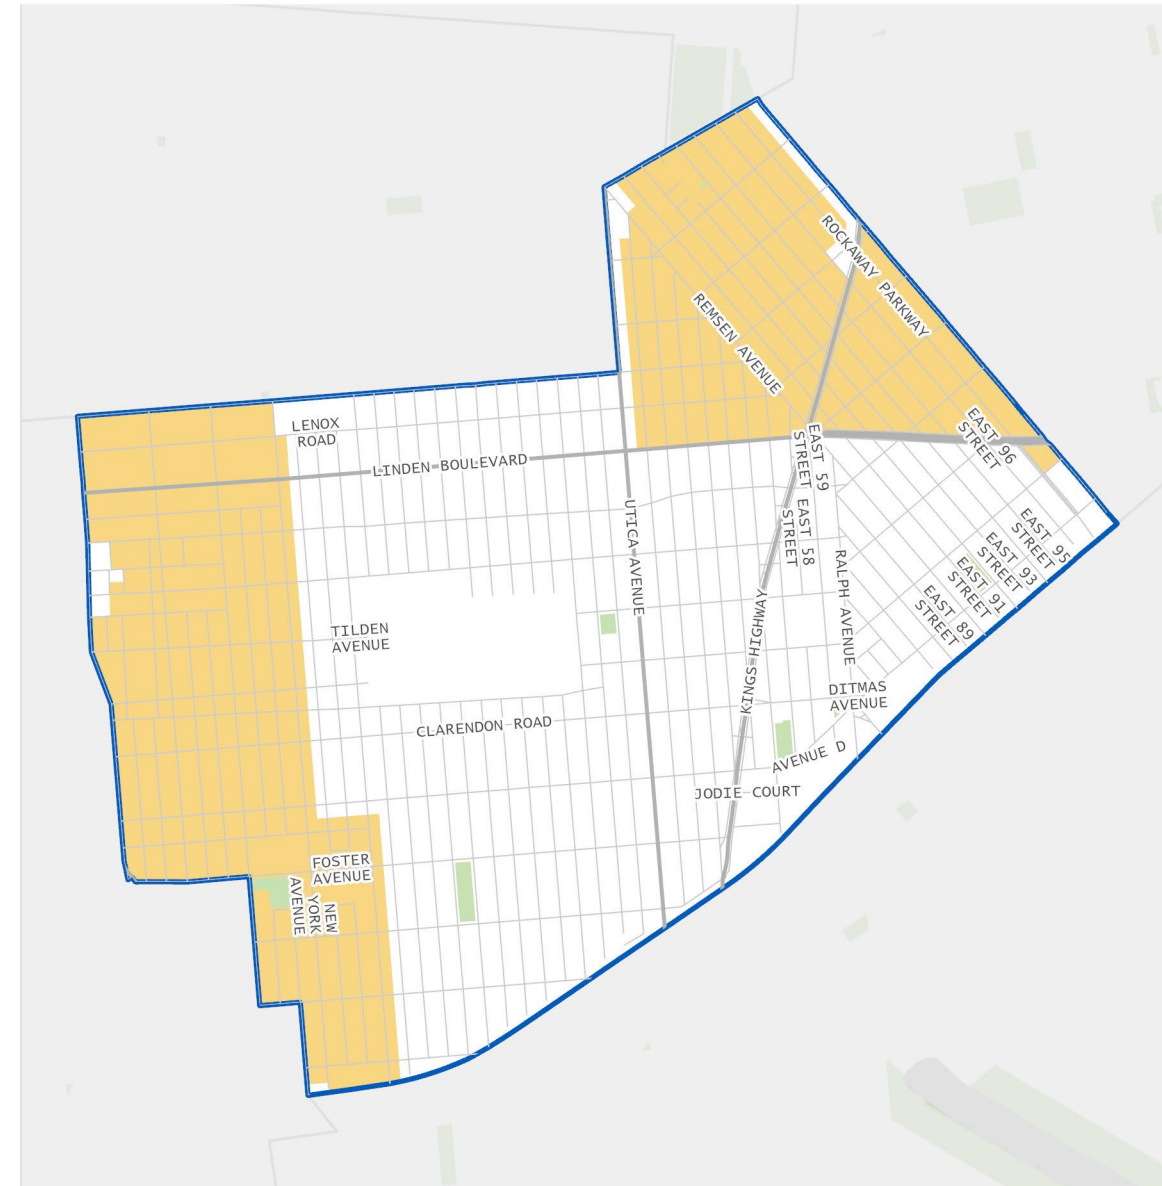 ROCKAWAY PARKWAY
REMSEN AVENUE
LENOX
ROAD
LINDEN BOULEVARD
EAST 96
STREET
EAST 59
STREET
EAST 58
STREET
UTICA AVENUE
EAST 95
STREET
EAST 93
STREET
EAST 91
STREET
EAST 89
STREET
RALPH AVENUE
KINGS HIGHWAY
TILDEN
AVENUE
DITMAS
AVENUE
CLARENDON ROAD
AVENUE D
JODIE COURT
FOSTER
AVENUE
NEW
YORK
AVENUE